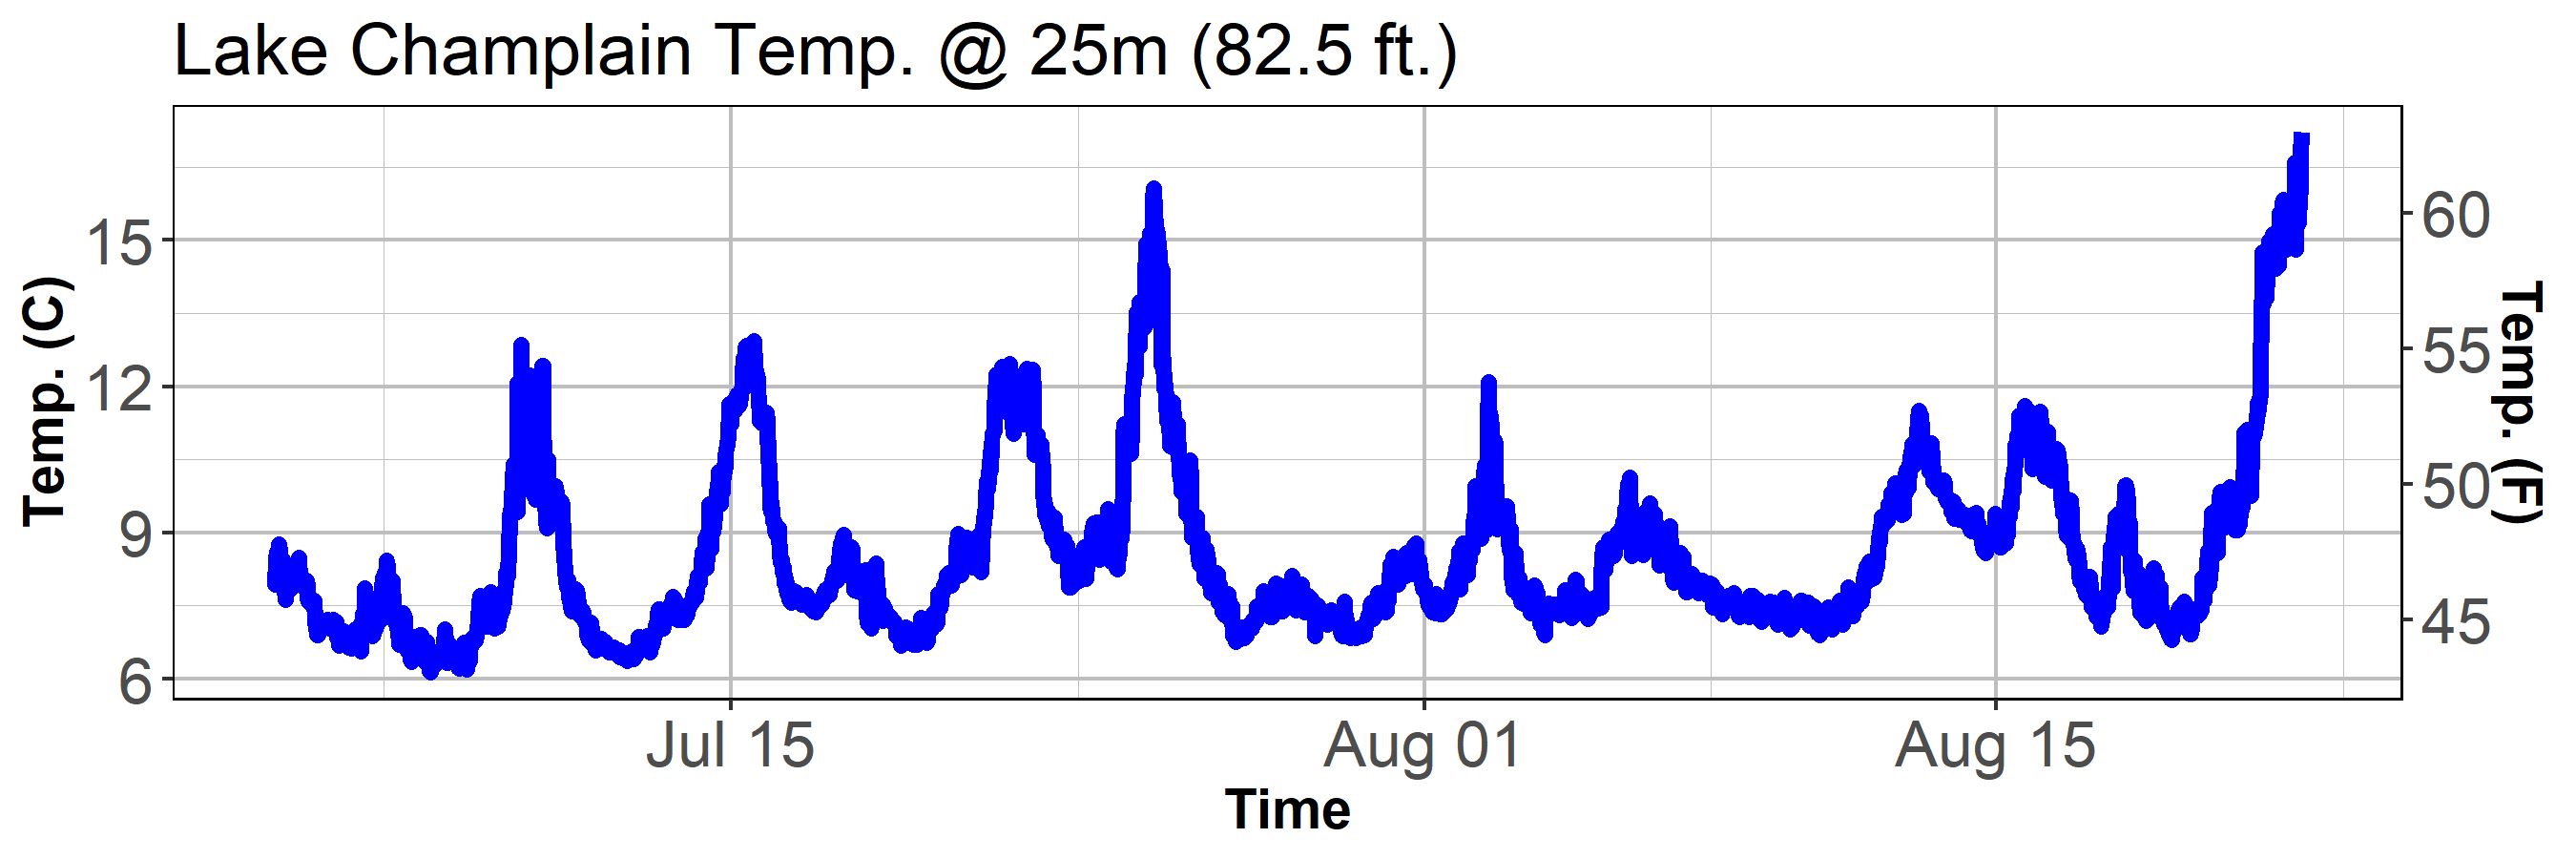 Lake Champlain Temp. @ 25m (82.5 ft.)
Temp. (C)
15
12
9
6
60
55
50
45
Temp. (F)
Jul 15
Aug 01
Aug 15
Time